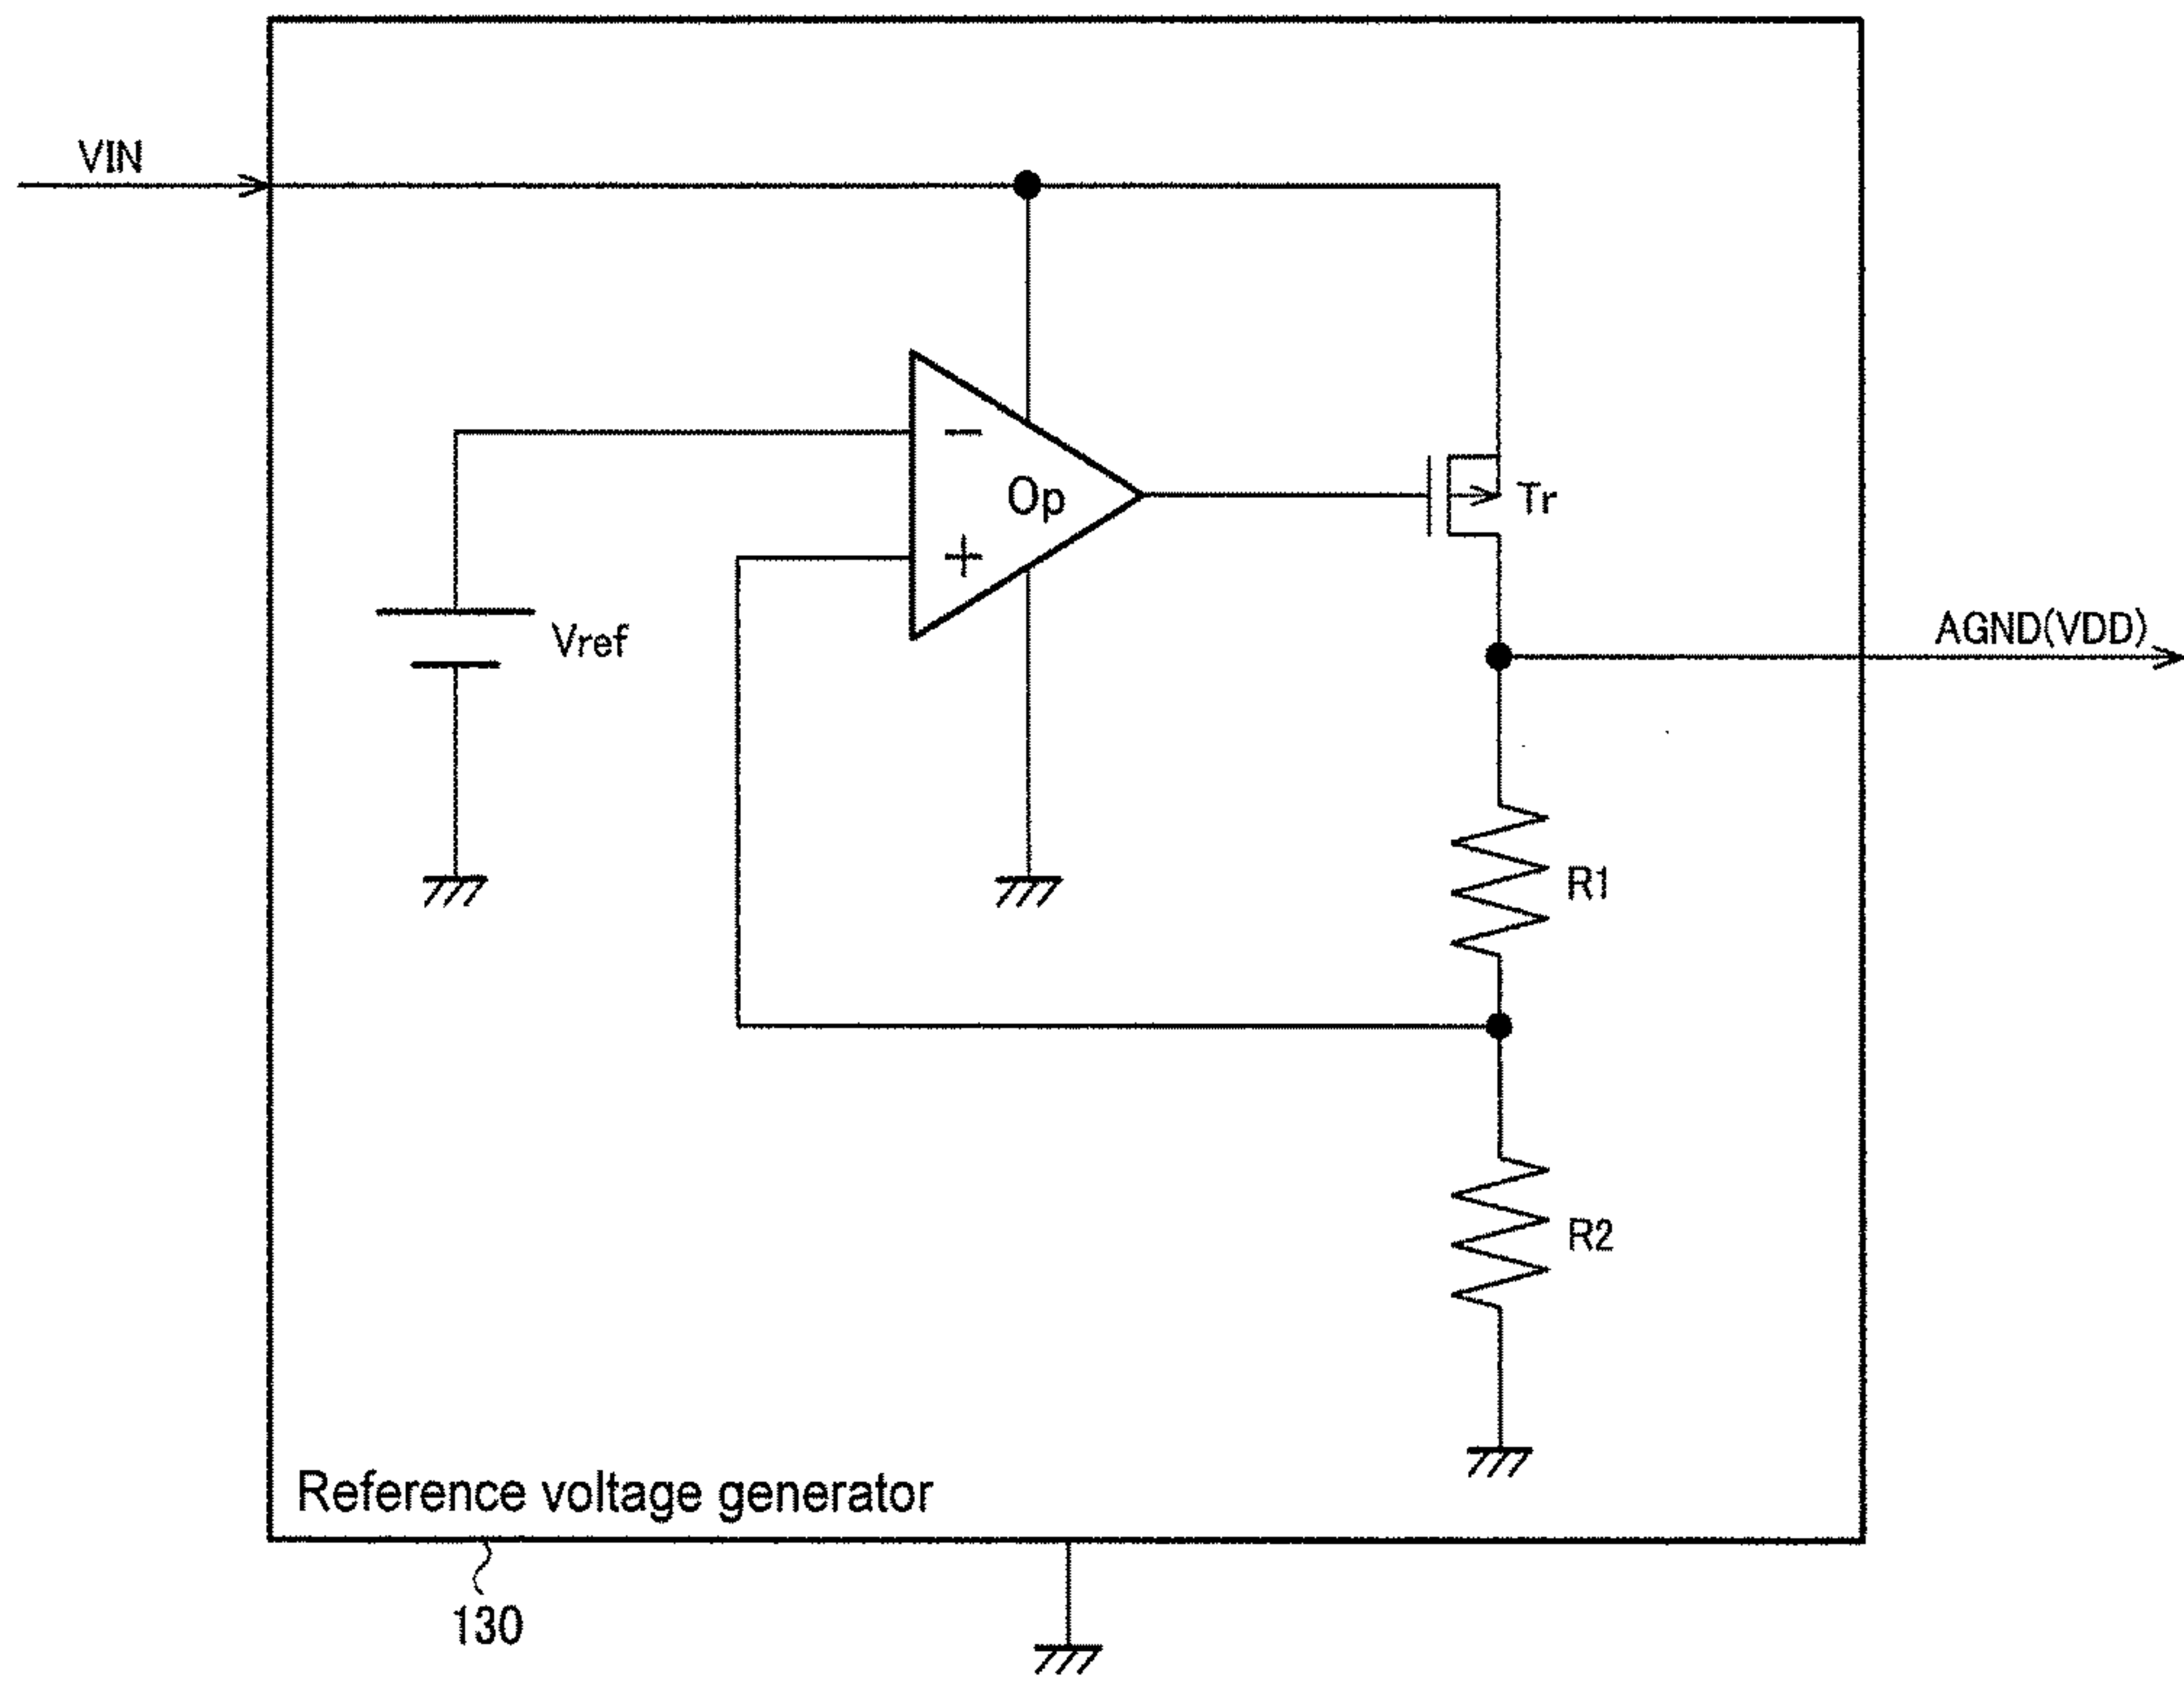 VIN
−
Op
+
Tr
Vref
AGND(VDD)
R1
R2
Reference voltage generator
130